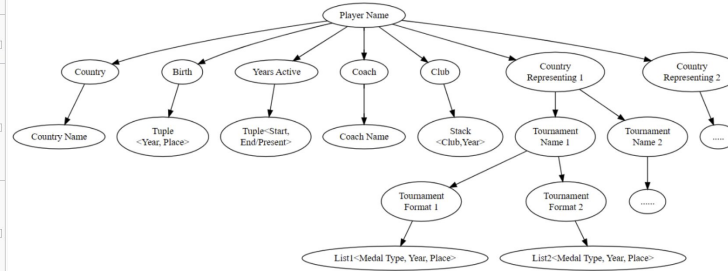 Player Name
Country
Birth
Years Active
Coach
Club
Country
Representing 1
Country
Representing 2
Country Name
Tuple
<Year, Place>
Tuple<Start,
End/Present>
Coach Name
Stack
<Club,Year>
Tournament
Name 1
Tournament
Name 2
.....
Tournament
Format 1
Tournament
Format 2
......
List1<Medal Type, Year, Place>
List2<Medal Type, Year, Place>